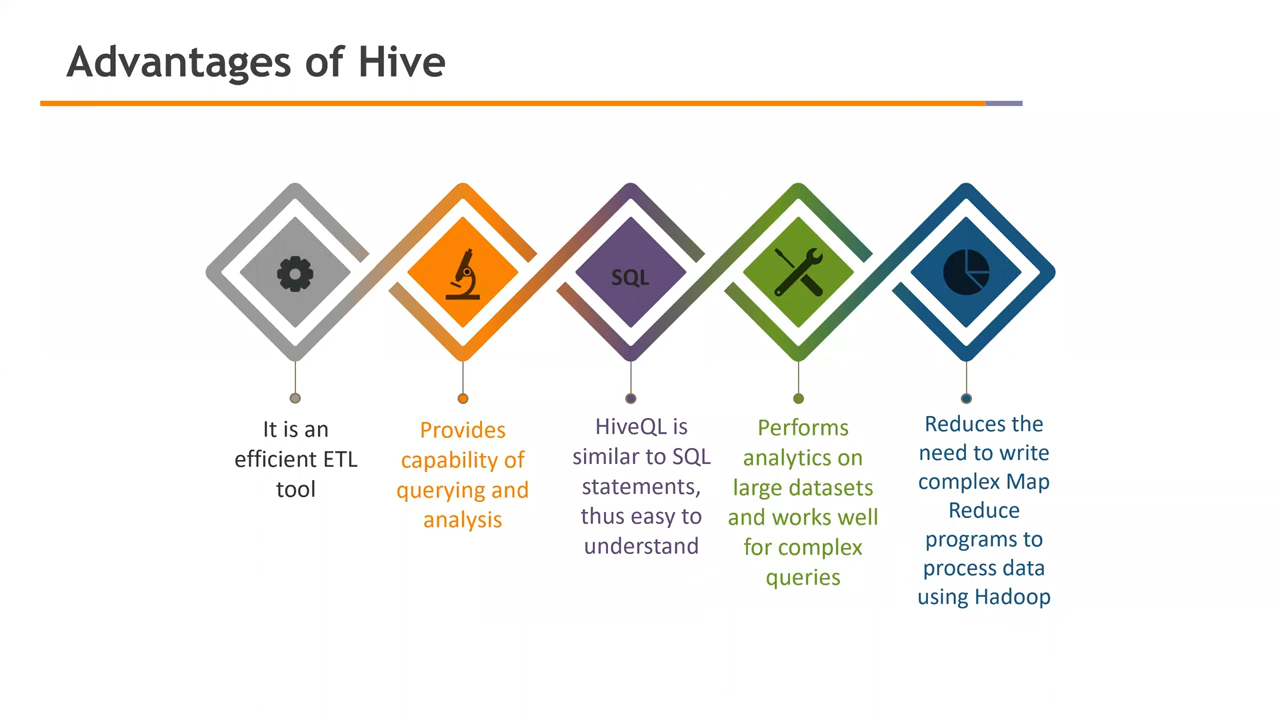 Advantages of Hive
SQL
It is an
efficient ETL
tool
Provides
capability of
querying and
analysis
HiveQL is
similar to SQL
statements,
thus easy to
understand
Performs
analytics on
large datasets
and works well
for complex
queries
Reduces the
need to write
complex Map
Reduce
programs to
process data
using Hadoop